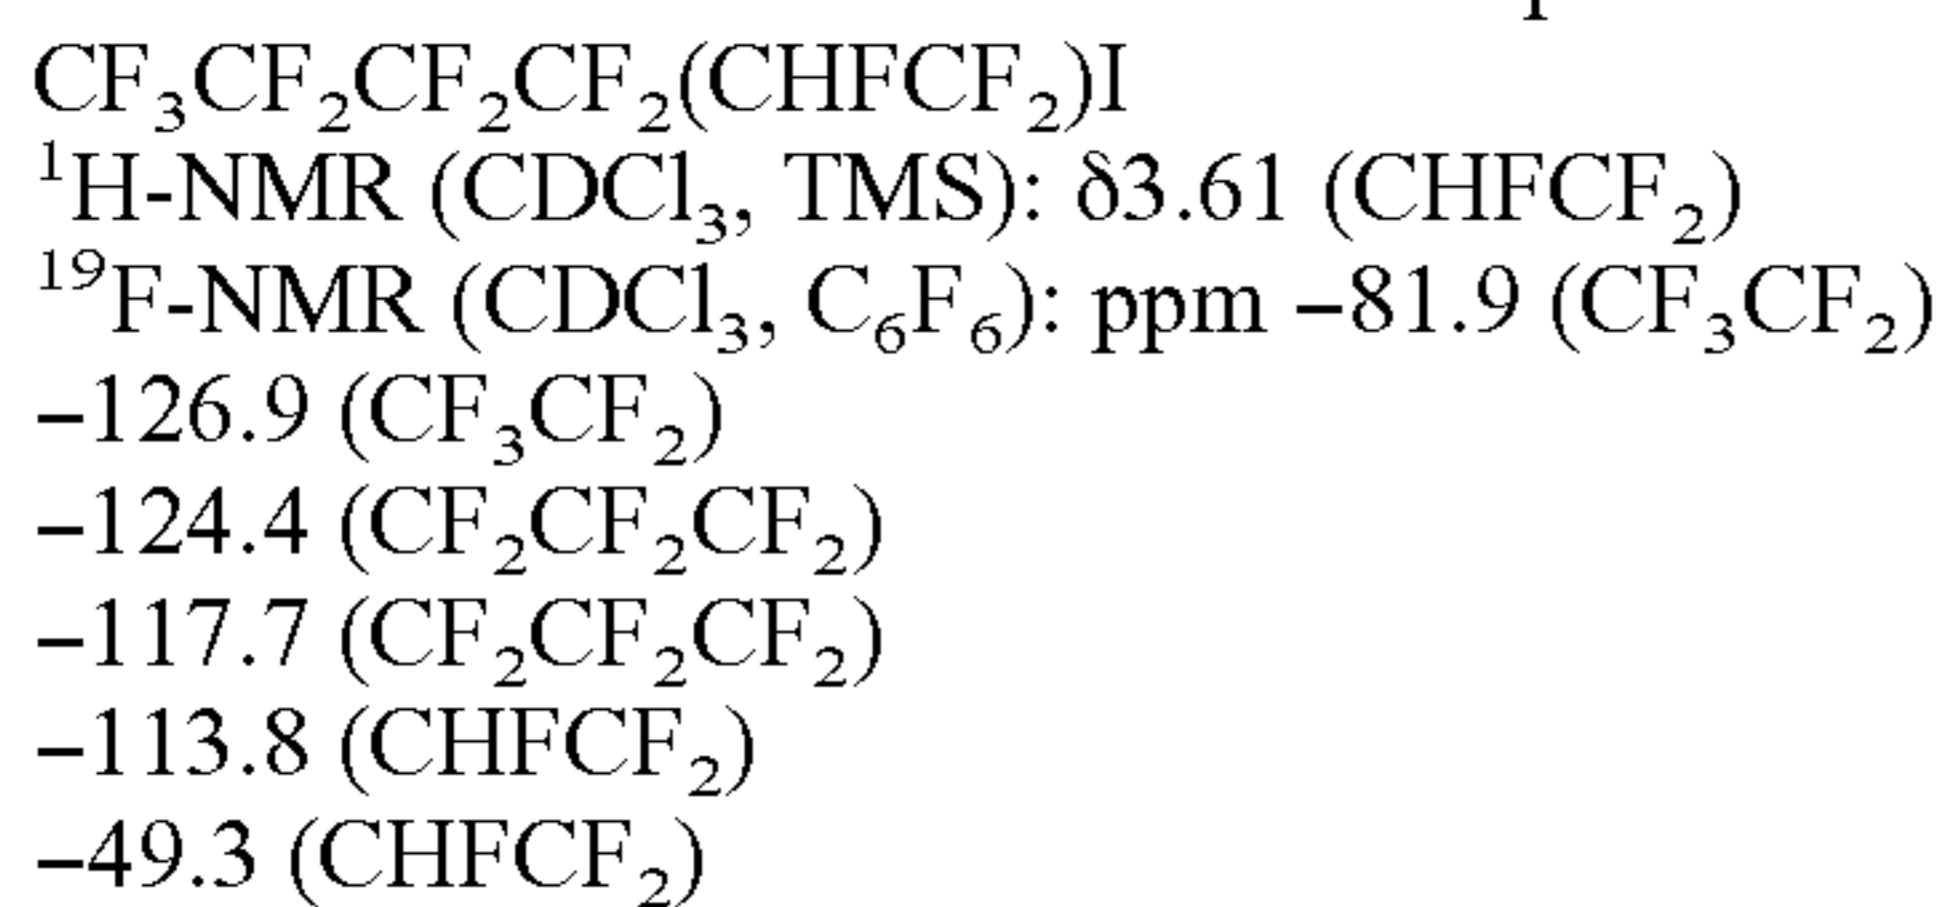 CF₃CF₂CF₂CF₂(CHFCF₂)I
¹H-NMR (CDCl₃, TMS): δ3.61 (CHFCF₂)
¹⁹F-NMR (CDCl₃, C₆F₆): ppm −81.9 (CF₃CF₂)
−126.9 (CF₃CF₂)
−124.4 (CF₂CF₂CF₂)
−117.7 (CF₂CF₂CF₂)
−113.8 (CHFCF₂)
−49.3 (CHFCF₂)